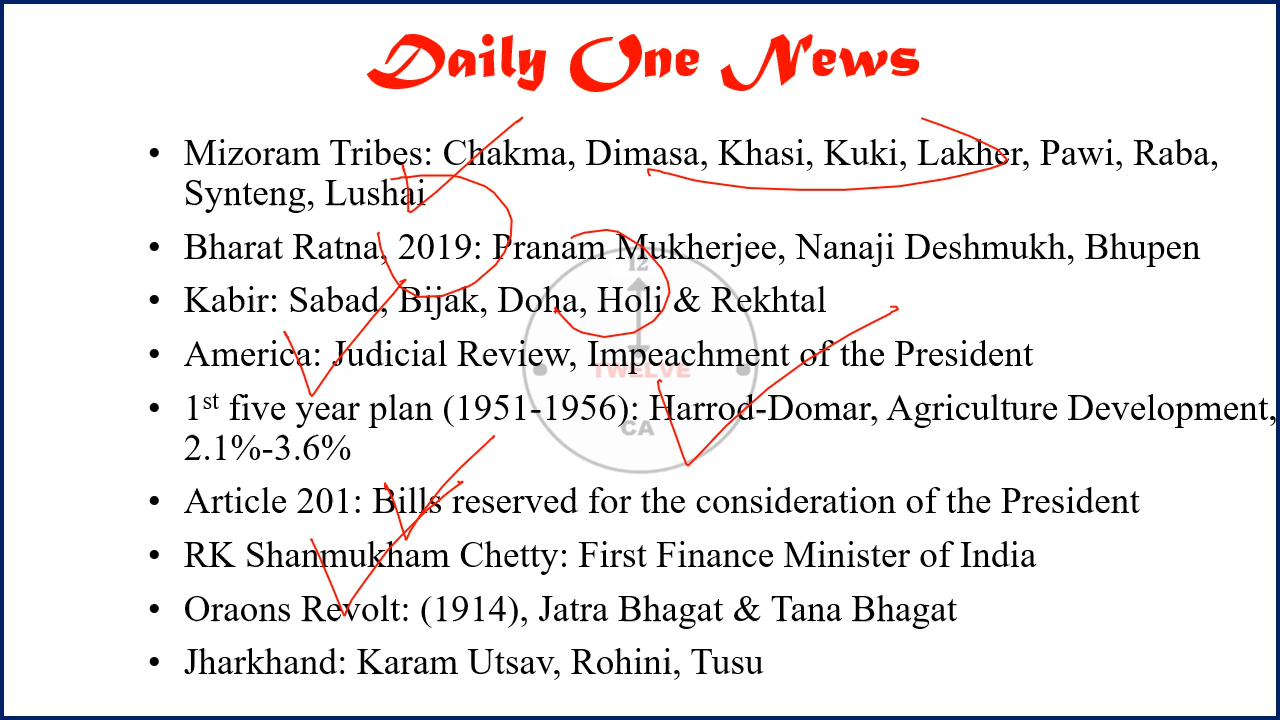 Daily One News
• Mizoram Tribes: Chakma, Dimasa, Khasi, Kuki, Lakher, Pawi, Raba,
Synteng, Lushai
• Bharat Ratna, 2019: Pranam Mukherjee, Nanaji Deshmukh, Bhupen
• Kabir: Sabad, Bijak, Doha, Holi & Rekhtal
• America: Judicial Review, Impeachment of the President
• 1st five year plan (1951-1956): Harrod-Domar, Agriculture Development,
2.1%-3.6%
• Article 201: Bills reserved for the consideration of the President
• RK Shanmukham Chetty: First Finance Minister of India
• Oraons Revolt: (1914), Jatra Bhagat & Tana Bhagat
• Jharkhand: Karam Utsav, Rohini, Tusu
12
TWELVE
CA